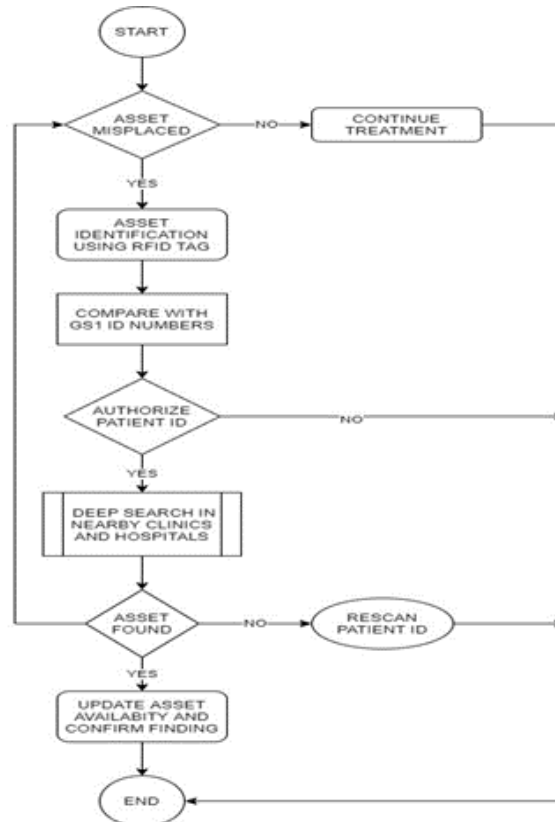 START
ASSET
MISPLACED
NO
CONTINUE
TREATMENT
YES
ASSET
IDENTIFICATION
USING RFID TAG
COMPARE WITH
GS1 ID NUMBERS
AUTHORIZE
PATIENT ID
NO
YES
DEEP SEARCH IN
NEARBY CLINICS
AND HOSPITALS
ASSET
FOUND
NO
RESCAN
PATIENT ID
YES
UPDATE ASSET
AVAILABITY AND
CONFIRM FINDING
END